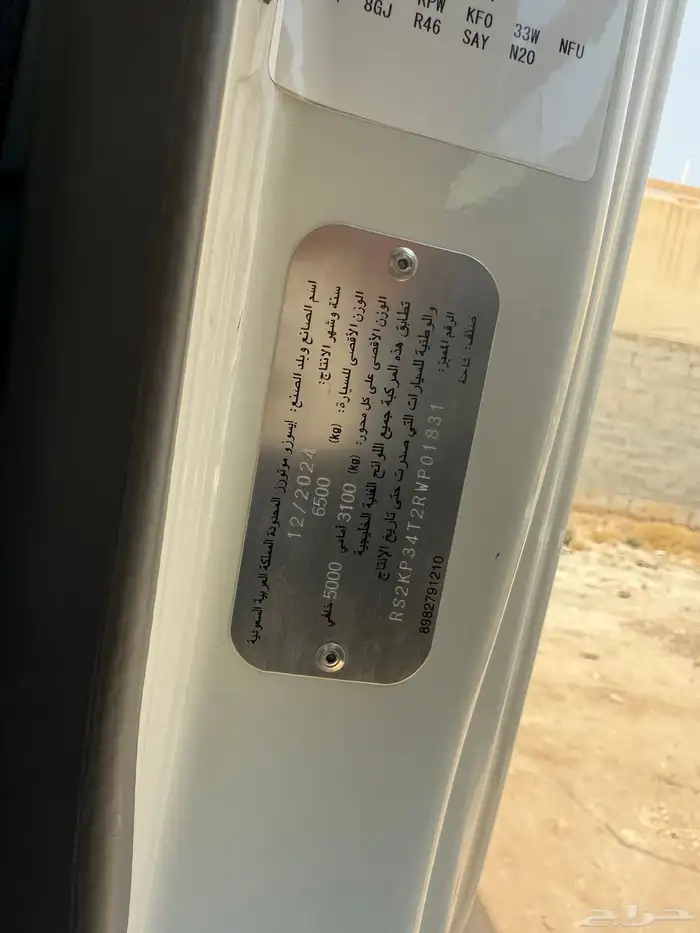 8GJ RPW KFO 33W NFU
R46 SAY N20
اسم الصانع وبلد الصنع: إيسوزو موتورز المحدودة المملكة العربية السعودية
سنة وشهر الانتاج: 12/2024
الوزن الأقصى للسيارة: (kg) 6500
الوزن الأقصى على كل محور: (kg) 3100 أمامي 5000 خلفي
تطابق هذه المركبة جميع اللوائح الفنية الخليجية
والوطنية للسيارات التي صدرت حتى تاريخ الإنتاج
الرقم المميز: RS2KP34T2RWP01831
صنف: شاحنة
8982791210
حراج